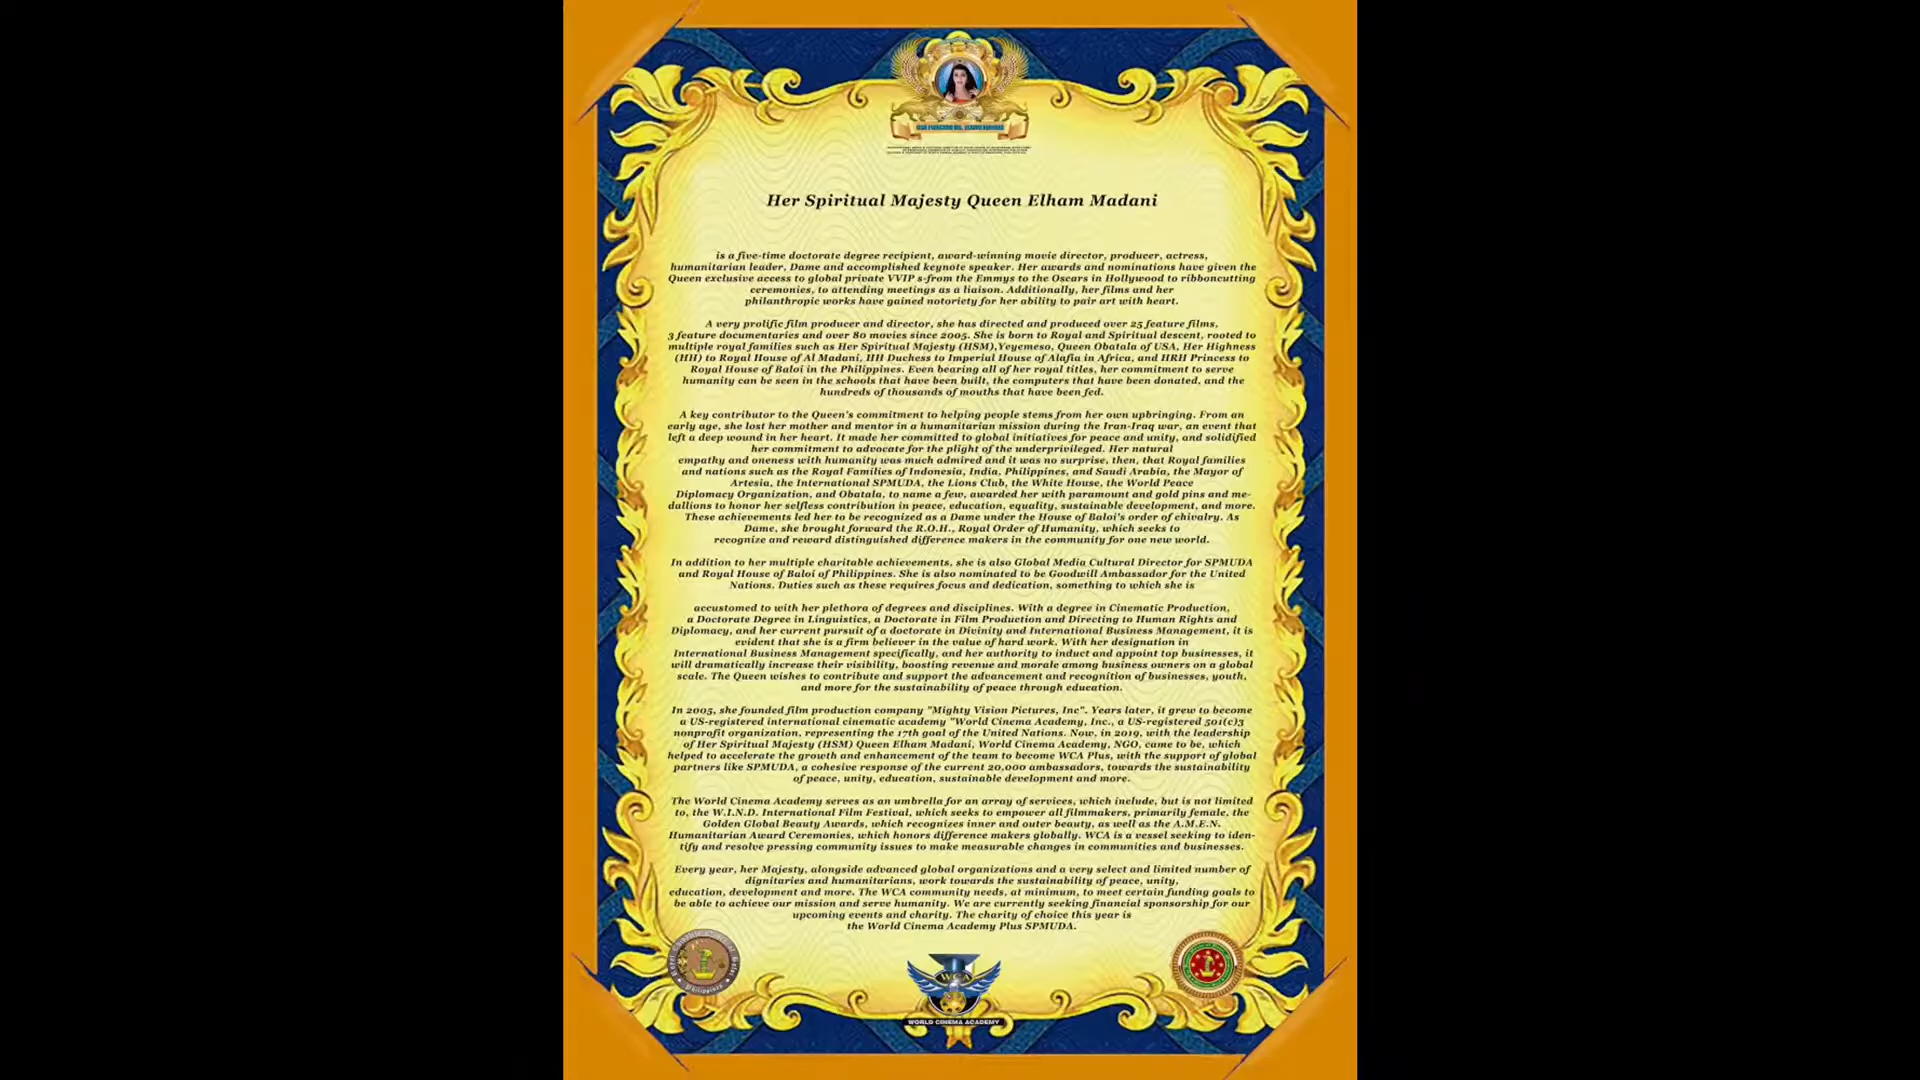 Her Spiritual Majesty Queen Elham Madani
is a five-time doctorate degree recipient, award-winning movie director, producer, actress,
humanitarian leader, Dame and accomplished keynote speaker. Her awards and nominations have given the
Queen exclusive access to global private VVIP s-from the Emmys to the Oscars in Hollywood to ribboncutting
ceremonies, to attending meetings as a liaison. Additionally, her films and her
philanthropic works have gained notoriety for her ability to pair art with heart.
A very prolific film producer and director, she has directed and produced over 25 feature films,
3 feature documentaries and over 80 movies since 2005. She is born to Royal and Spiritual descent, rooted to
multiple royal families such as Her Spiritual Majesty (HSM),Yeyemeso, Queen Obatala of USA, Her Highness
(HH) to Royal House of Al Madani, HH Duchess to Imperial House of Alafia in Africa, and HRH Princess to
Royal House of Baloi in the Philippines. Even bearing all of her royal titles, her commitment to serve
humanity can be seen in the schools that have been built, the computers that have been donated, and the
hundreds of thousands of mouths that have been fed.
A key contributor to the Queen's commitment to helping people stems from her own upbringing. From an
early age, she lost her mother and mentor in a humanitarian mission during the Iran-Iraq war, an event that
left a deep wound in her heart. It made her committed to global initiatives for peace and unity, and solidified
her commitment to advocate for the plight of the underprivileged. Her natural
empathy and oneness with humanity was much admired and it was no surprise, then, that Royal families
and nations such as the Royal Families of Indonesia, India, Philippines, and Saudi Arabia, the Mayor of
Artesia, the International SPMUDA, the Lions Club, the White House, the World Peace
Diplomacy Organization, and Obatala, to name a few, awarded her with paramount and gold pins and me-
dallions to honor her selfless contribution in peace, education, equality, sustainable development, and more.
These achievements led her to be recognized as a Dame under the House of Baloi's order of chivalry. As
Dame, she brought forward the R.O.H., Royal Order of Humanity, which seeks to
recognize and reward distinguished difference makers in the community for one new world.
In addition to her multiple charitable achievements, she is also Global Media Cultural Director for SPMUDA
and Royal House of Baloi of Philippines. She is also nominated to be Goodwill Ambassador for the United
Nations. Duties such as these requires focus and dedication, something to which she is
accustomed to with her plethora of degrees and disciplines. With a degree in Cinematic Production,
a Doctorate Degree in Linguistics, a Doctorate in Film Production and Directing to Human Rights and
Diplomacy, and her current pursuit of a doctorate in Divinity and International Business Management, it is
evident that she is a firm believer in the value of hard work. With her designation in
International Business Management specifically, and her authority to induct and appoint top businesses, it
will dramatically increase their visibility, boosting revenue and morale among business owners on a global
scale. The Queen wishes to contribute and support the advancement and recognition of businesses, youth,
and more for the sustainability of peace through education.
In 2005, she founded film production company "Mighty Vision Pictures, Inc". Years later, it grew to become
a US-registered international cinematic academy "World Cinema Academy, Inc., a US-registered 501(c)3
nonprofit organization, representing the 17th goal of the United Nations. Now, in 2019, with the leadership
of Her Spiritual Majesty (HSM) Queen Elham Madani, World Cinema Academy, NGO, came to be, which
helped to accelerate the growth and enhancement of the team to become WCA Plus, with the support of global
partners like SPMUDA, a cohesive response of the current 20,000 ambassadors, towards the sustainability
of peace, unity, education, sustainable development and more.
The World Cinema Academy serves as an umbrella for an array of services, which include, but is not limited
to, the W.I.N.D. International Film Festival, which seeks to empower all filmmakers, primarily female, the
Golden Global Beauty Awards, which recognizes inner and outer beauty, as well as the A.M.E.N.
Humanitarian Award Ceremonies, which honors difference makers globally. WCA is a vessel seeking to iden-
tify and resolve pressing community issues to make measurable changes in communities and businesses.
Every year, her Majesty, alongside advanced global organizations and a very select and limited number of
dignitaries and humanitarians, work towards the sustainability of peace, unity,
education, development and more. The WCA community needs, at minimum, to meet certain funding goals to
be able to achieve our mission and serve humanity. We are currently seeking financial sponsorship for our
upcoming events and charity. The charity of choice this year is
the World Cinema Academy Plus SPMUDA.
WCA
WORLD CINEMA ACADEMY